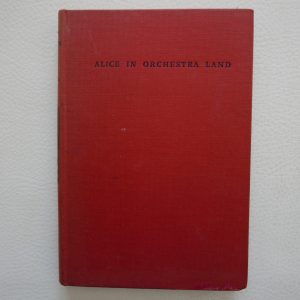 ALICE IN ORCHESTRA LAND